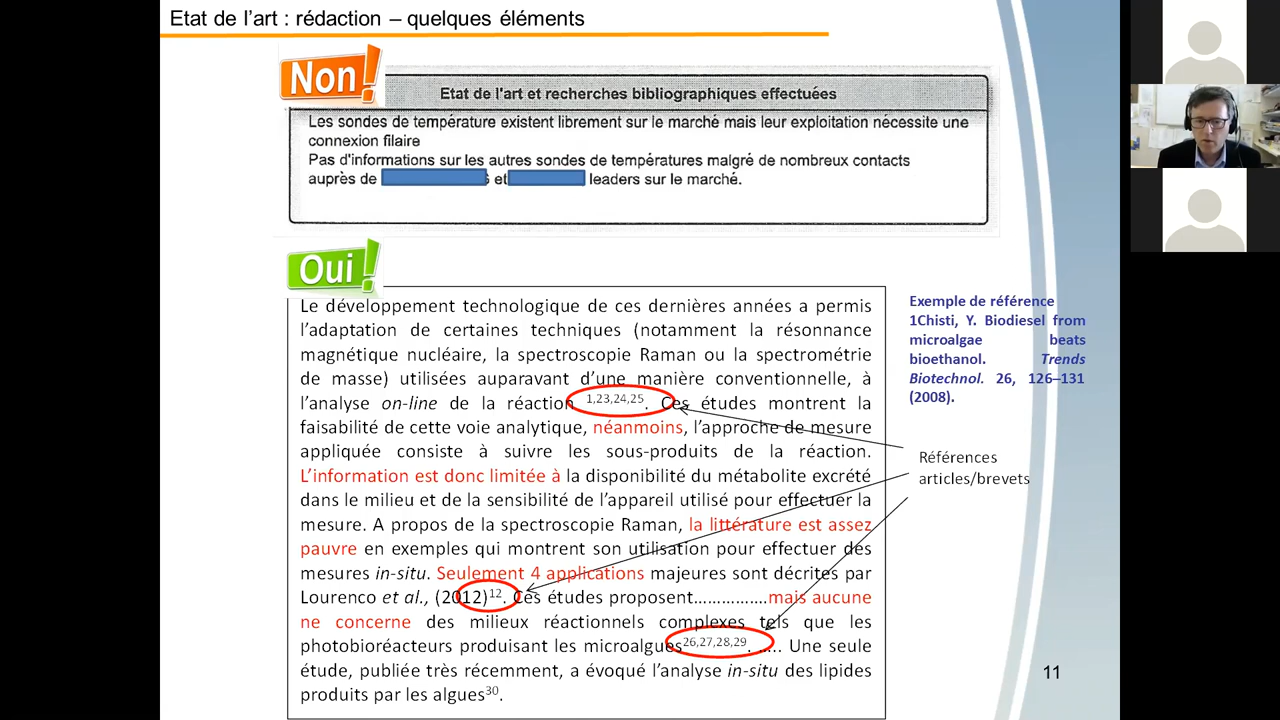 Etat de l'art : rédaction – quelques éléments
Non!
Etat de l'art et recherches bibliographiques effectuées
Les sondes de température existent librement sur le marché mais leur exploitation nécessite une
connexion filaire
Pas d'informations sur les autres sondes de températures malgré de nombreux contacts
auprès de et leaders sur le marché.
Oui!
Le développement technologique de ces dernières années a permis
l'adaptation de certaines techniques (notamment la résonnance
magnétique nucléaire, la spectroscopie Raman ou la spectrométrie
de masse) utilisées auparavant d'une manière conventionnelle, à
l'analyse on-line de la réaction 1,23,24,25. Ces études montrent la
faisabilité de cette voie analytique, néanmoins, l'approche de mesure
appliquée consiste à suivre les sous-produits de la réaction.
L'information est donc limitée à la disponibilité du métabolite excrété
dans le milieu et de la sensibilité de l'appareil utilisé pour effectuer la
mesure. A propos de la spectroscopie Raman, la littérature est assez
pauvre en exemples qui montrent son utilisation pour effectuer des
mesures in-situ. Seulement 4 applications majeures sont décrites par
Lourenco et al., (2012)12. Ces études proposent……………mais aucune
ne concerne des milieux réactionnels complexes tels que les
photobioréacteurs produisant les microalgues26,27,28,29. ….. Une seule
étude, publiée très récemment, a évoqué l'analyse in-situ des lipides
produits par les algues30.
Exemple de référence
1Chisti, Y. Biodiesel from
microalgae beats
bioethanol. Trends
Biotechnol. 26, 126–131
(2008).
Références
articles/brevets
11